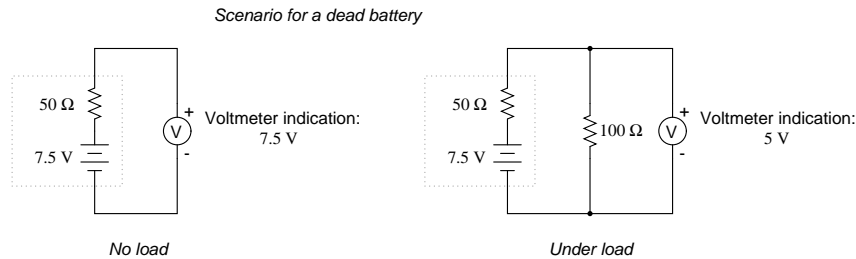 Scenario for a dead battery
50 Ω
7.5 V
V
+
-
Voltmeter indication:
7.5 V
No load
50 Ω
7.5 V
100 Ω
V
+
-
Voltmeter indication:
5 V
Under load